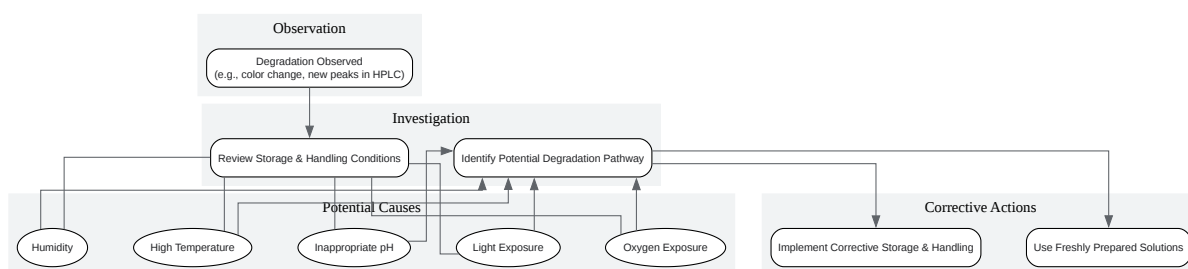 Observation
Degradation Observed
(e.g., color change, new peaks in HPLC)
Investigation
Review Storage & Handling Conditions
Identify Potential Degradation Pathway
Potential Causes
Corrective Actions
Humidity
High Temperature
Inappropriate pH
Light Exposure
Oxygen Exposure
Implement Corrective Storage & Handling
Use Freshly Prepared Solutions